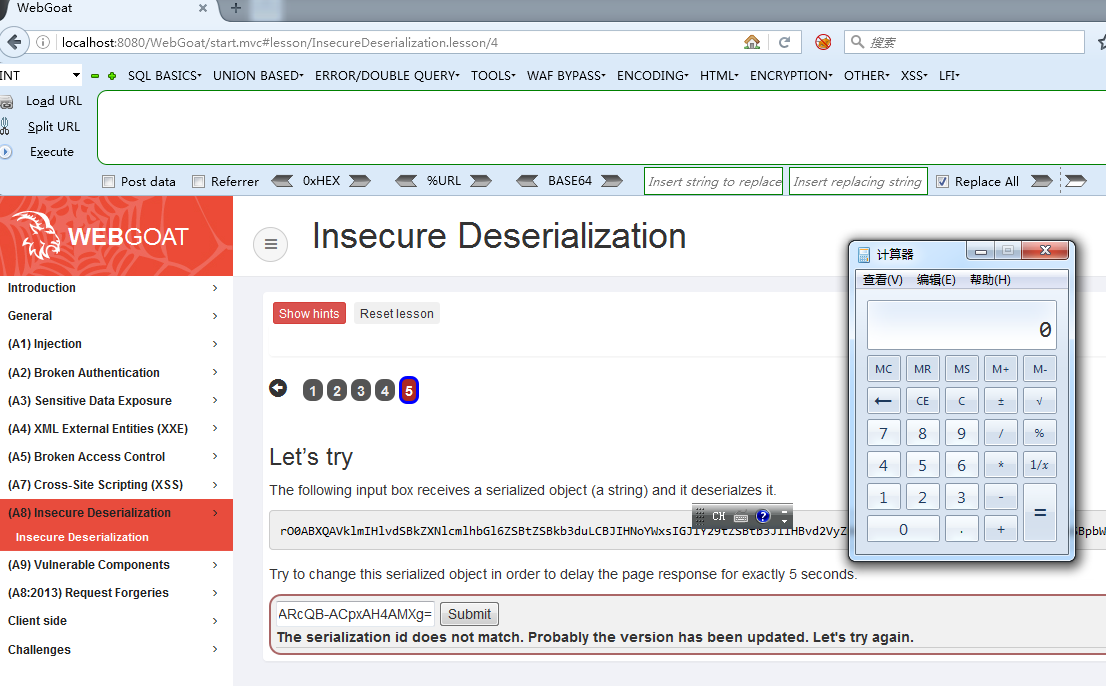 WebGoat
localhost:8080/WebGoat/start.mvc#lesson/InsecureDeserialization.lesson/4
搜索
INT SQL BASICS UNION BASED ERROR/DOUBLE QUERY TOOLS WAF BYPASS ENCODING HTML ENCRYPTION OTHER XSS LFI
Load URL
Split URL
Execute
Post data Referrer 0xHEX %URL BASE64 Insert string to replace Insert replacing string Replace All
WEBGOAT
Introduction
General
(A1) Injection
(A2) Broken Authentication
(A3) Sensitive Data Exposure
(A4) XML External Entities (XXE)
(A5) Broken Access Control
(A7) Cross-Site Scripting (XSS)
(A8) Insecure Deserialization
Insecure Deserialization
(A9) Vulnerable Components
(A8:2013) Request Forgeries
Client side
Challenges
Insecure Deserialization
Show hints Reset lesson
1 2 3 4 5
Let’s try
The following input box receives a serialized object (a string) and it deserialzes it.
CH
Try to change this serialized object in order to delay the page response for exactly 5 seconds.
ARcQB-ACpxAH4AMXg= Submit
The serialization id does not match. Probably the version has been updated. Let's try again.
计算器
查看(V) 编辑(E) 帮助(H)
0
MC MR MS M+ M-
← CE C ± √
7 8 9 / %
4 5 6 * 1/x
1 2 3 - =
0 . +